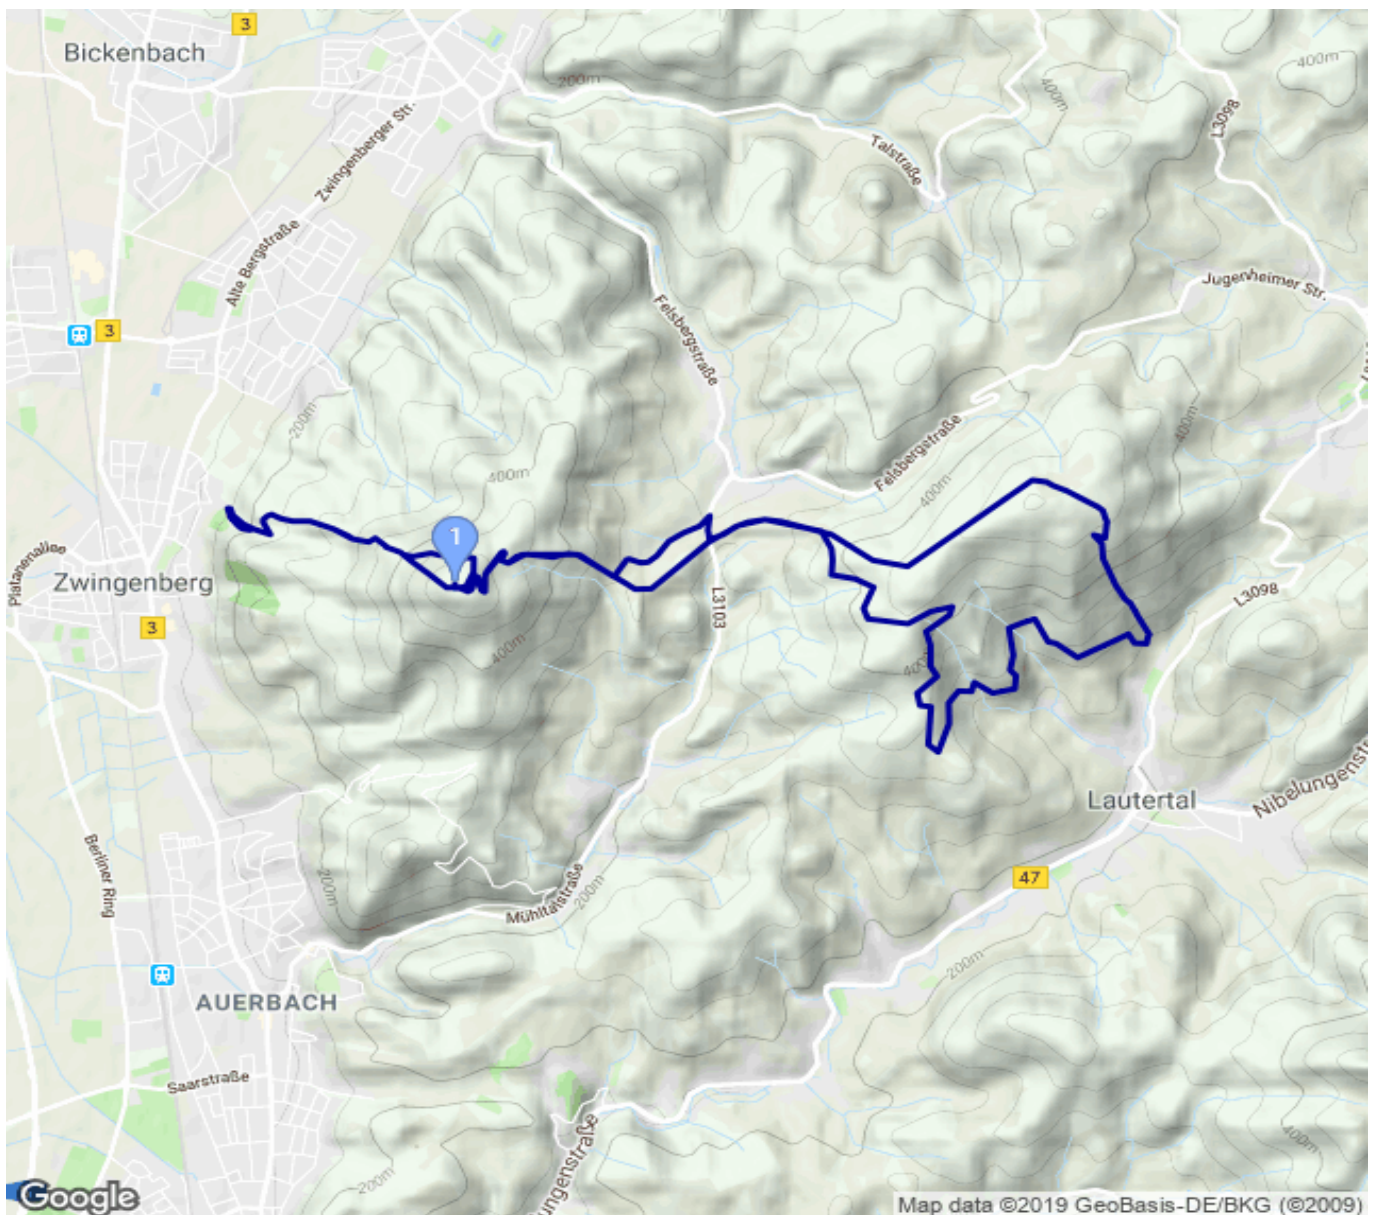 3
Bickenbach
200m
400m
400m
L3098
Zwingenberger Str.
Talstraße
Alte Bergstraße
Jugenheimer Str.
3
Felsbergstraße
200m
400m
Felsbergstraße
400m
400m
1
Platanenallee
Zwingenberg
L3103
L3098
3
400m
400m
Lautertal
Nibelungenst
Berliner Ring
200m
47
Mühltalstraße
200m
200m
AUERBACH
Saarstraße
ungenstraße
400m
200m
Google
Map data ©2019 GeoBasis-DE/BKG (©2009)